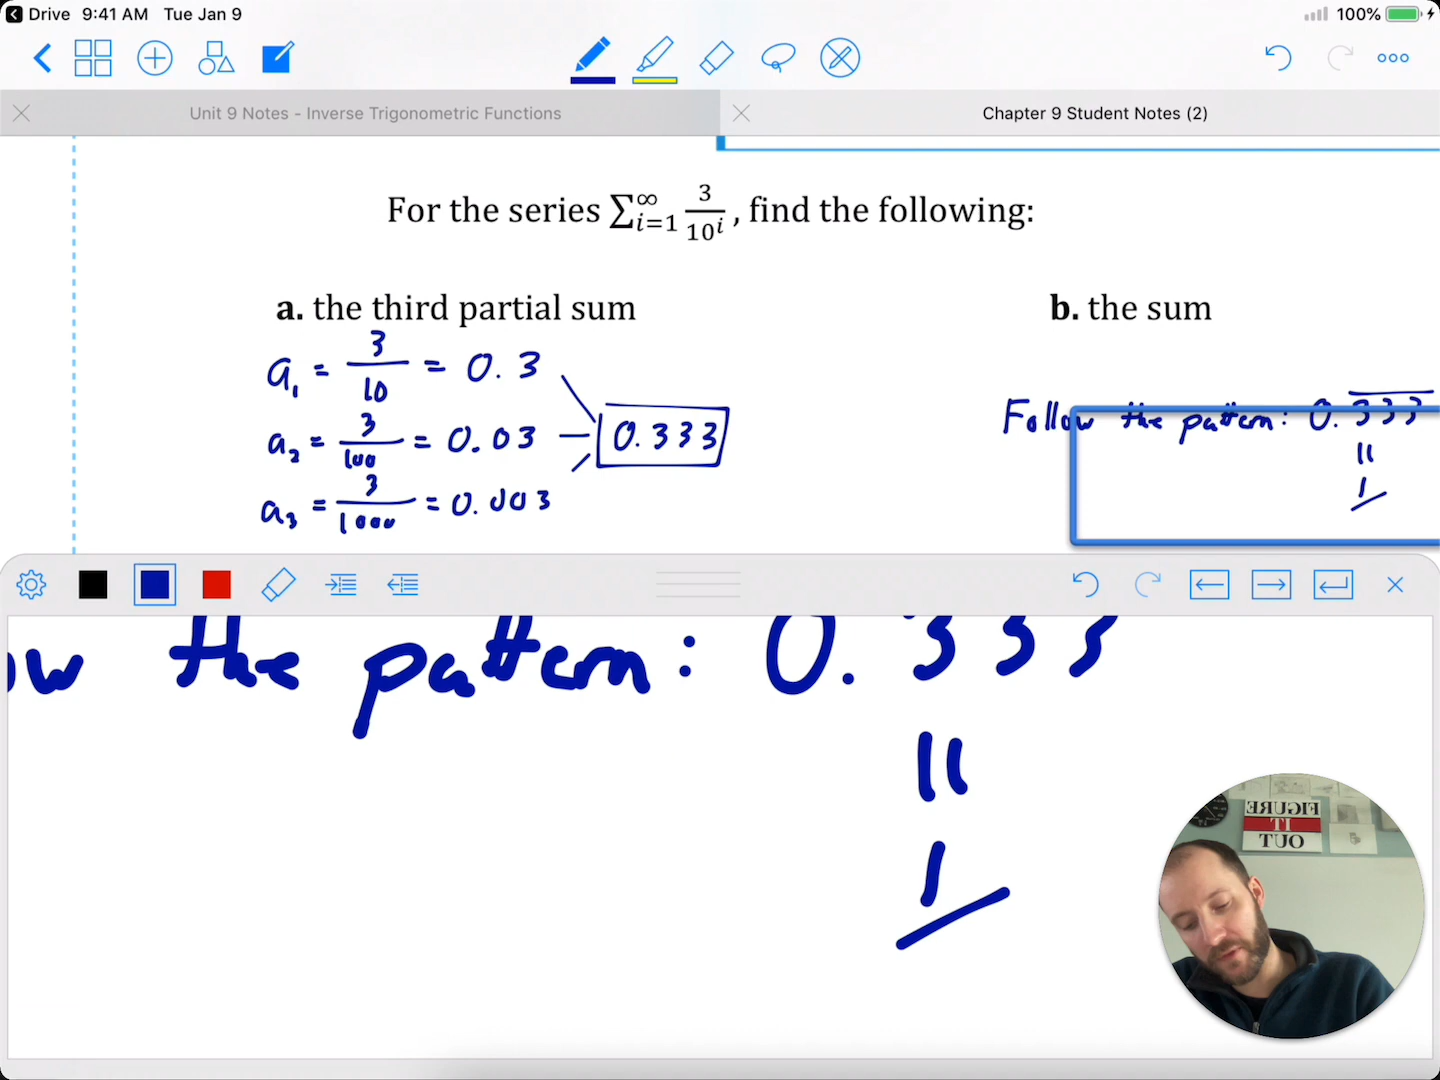 Drive 9:41 AM Tue Jan 9 100%
Unit 9 Notes - Inverse Trigonometric Functions
Chapter 9 Student Notes (2)
For the series ∑_{i=1}^{∞} 3/10^i, find the following:
a. the third partial sum
a₁ = 3/10 = 0.3
a₂ = 3/100 = 0.03
0.333
a₃ = 3/1000 = 0.003
b. the sum
Follow the pattern: 0.333
=
1
ow the pattern: 0.333
=
1
FIGURE
IT
OUT